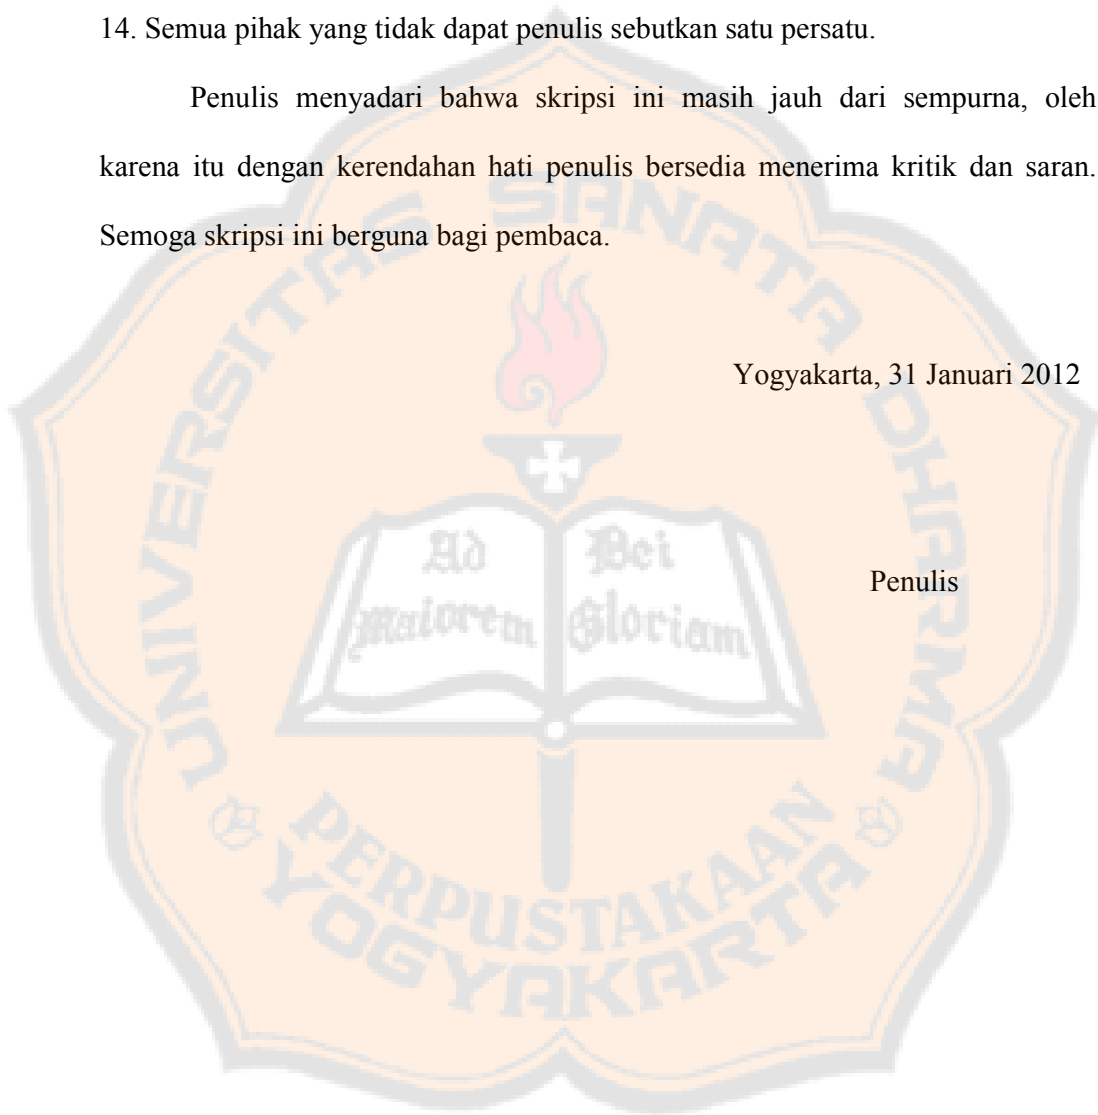 14. Semua pihak yang tidak dapat penulis sebutkan satu persatu.
Penulis menyadari bahwa skripsi ini masih jauh dari sempurna, oleh
karena itu dengan kerendahan hati penulis bersedia menerima kritik dan saran.
Semoga skripsi ini berguna bagi pembaca.
Yogyakarta, 31 Januari 2012
Penulis
UNIVERSITAS SANATA DHARMA
Ad
Maiorem
Dei
Gloriam
PERPUSTAKAAN
YOGYAKARTA